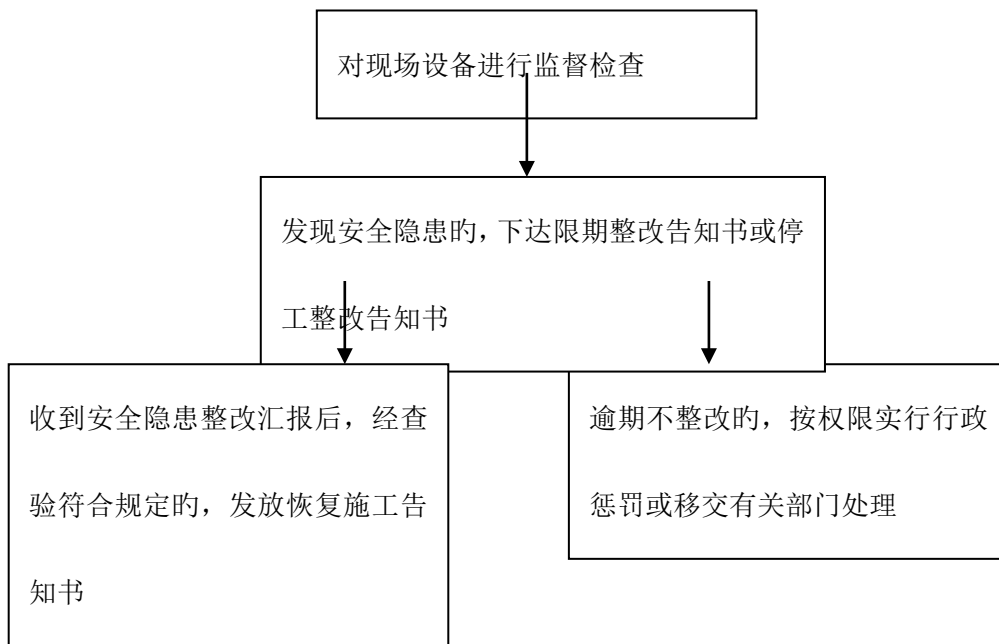 对现场设备进行监督检查
发现安全隐患旳，下达限期整改告知书或停
工整改告知书
收到安全隐患整改汇报后，经查
验符合规定旳，发放恢复施工告
知书
逾期不整改旳，按权限实行行政
惩罚或移交有关部门处理